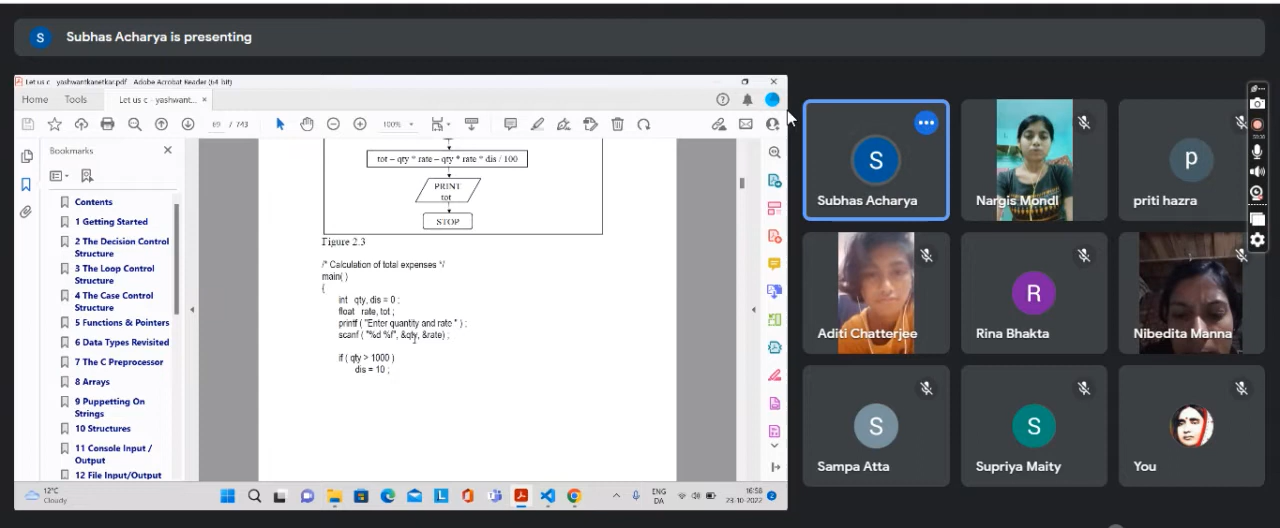 S Subhas Acharya is presenting
Let us c - yashwantkanetkar.pdf - Adobe Acrobat Reader (64-bit)
Home Tools Let us c - yashwant... ×
69 / 743 100%
Bookmarks
Contents
1 Getting Started
2 The Decision Control
Structure
3 The Loop Control
Structure
4 The Case Control
Structure
5 Functions & Pointers
6 Data Types Revisited
7 The C Preprocessor
8 Arrays
9 Puppetting On
Strings
10 Structures
11 Console Input /
Output
12 File Input/Output
tot = qty * rate – qty * rate * dis / 100
PRINT
tot
STOP
Figure 2.3
/* Calculation of total expenses */
main( )
{
int qty, dis = 0 ;
float rate, tot ;
printf ( "Enter quantity and rate " ) ;
scanf ( "%d %f", &qty, &rate) ;
if ( qty > 1000 )
dis = 10 ;
12°C
Cloudy
ENG
DA
16:58
23-10-2022
2
S
Subhas Acharya
Nargis Mondl
p
priti hazra
Aditi Chatterjee
R
Rina Bhakta
Nibedita Manna
S
Sampa Atta
S
Supriya Maity
You